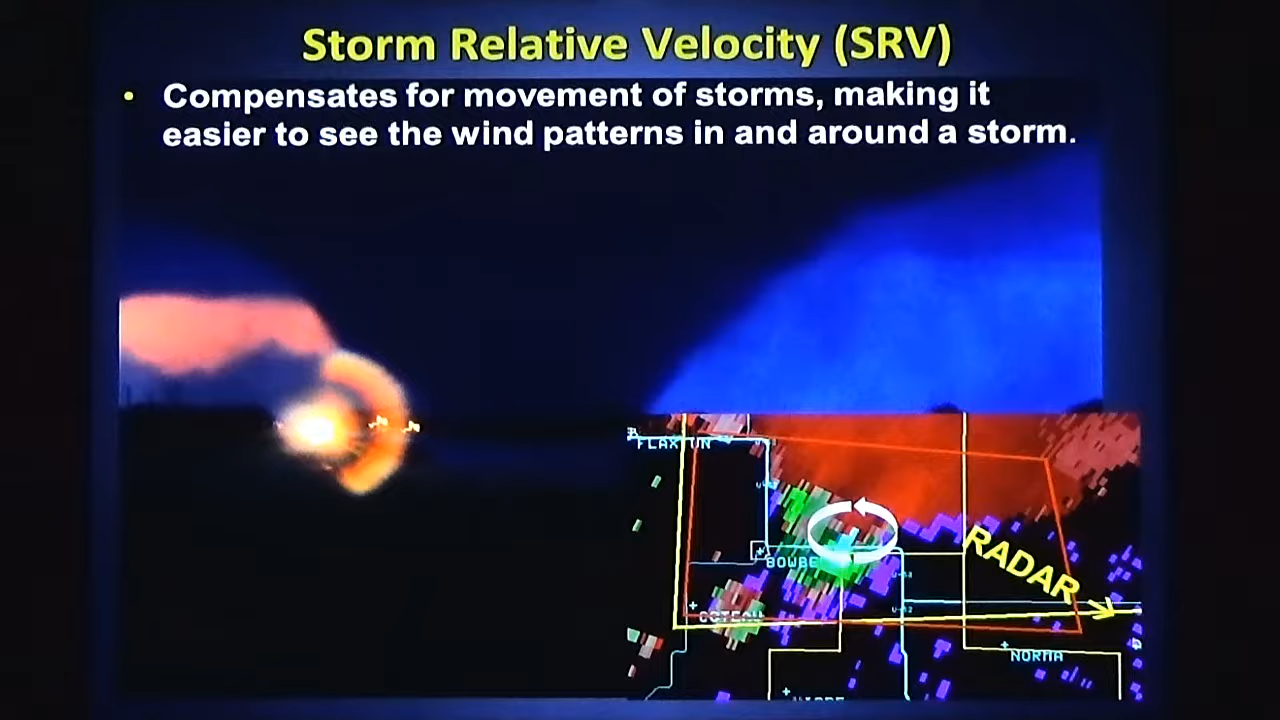 Storm Relative Velocity (SRV)
• Compensates for movement of storms, making it
easier to see the wind patterns in and around a storm.
RADAR
NORMA